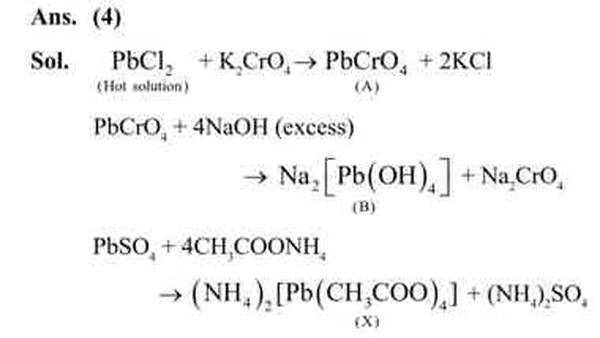 Ans. (4)
Sol. PbCl₂ + K₂CrO₄ → PbCrO₄ + 2KCl
(Hot solution) (A)
PbCrO₄ + 4NaOH (excess)
→ Na₂[Pb(OH)₄] + Na₂CrO₄
(B)
PbSO₄ + 4CH₃COONH₄
→ (NH₄)₂[Pb(CH₃COO)₄] + (NH₄)₂SO₄
(X)